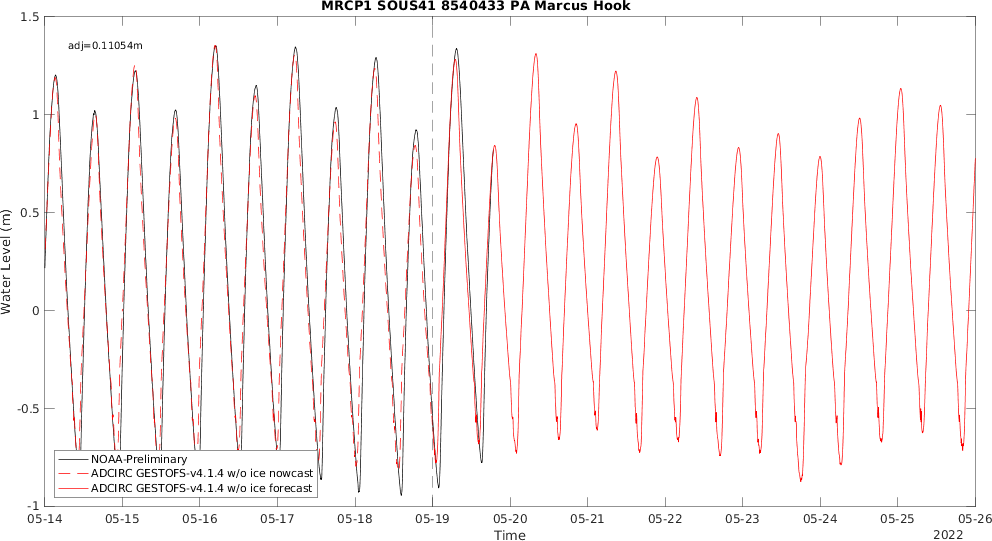 MRCP1 SOUS41 8540433 PA Marcus Hook
1.5
adj=0.11054m
1
0.5
0
-0.5
-1
Water Level (m)
NOAA-Preliminary
ADCIRC GESTOFS-v4.1.4 w/o ice nowcast
ADCIRC GESTOFS-v4.1.4 w/o ice forecast
05-14 05-15 05-16 05-17 05-18 05-19 05-20 05-21 05-22 05-23 05-24 05-25 05-26
Time
2022